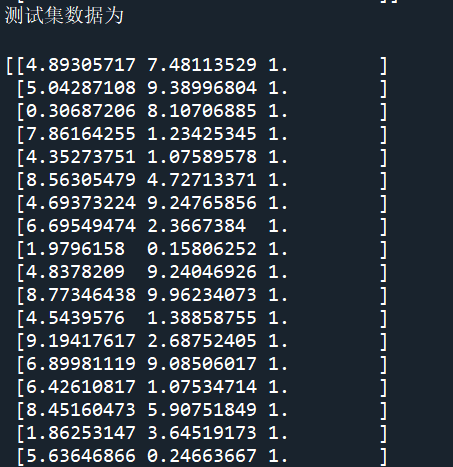 ]]
测试集数据为
[[4.89305717 7.48113529 1.        ]
 [5.04287108 9.38996804 1.        ]
 [0.30687206 8.10706885 1.        ]
 [7.86164255 1.23425345 1.        ]
 [4.35273751 1.07589578 1.        ]
 [8.56305479 4.72713371 1.        ]
 [4.69373224 9.24765856 1.        ]
 [6.69549474 2.3667384  1.        ]
 [1.9796158  0.15806252 1.        ]
 [4.8378209  9.24046926 1.        ]
 [8.77346438 9.96234073 1.        ]
 [4.5439576  1.38858755 1.        ]
 [9.19417617 2.68752405 1.        ]
 [6.89981119 9.08506017 1.        ]
 [6.42610817 1.07534714 1.        ]
 [8.45160473 5.90751849 1.        ]
 [1.86253147 3.64519173 1.        ]
 [5.63646866 0.24663667 1.        ]